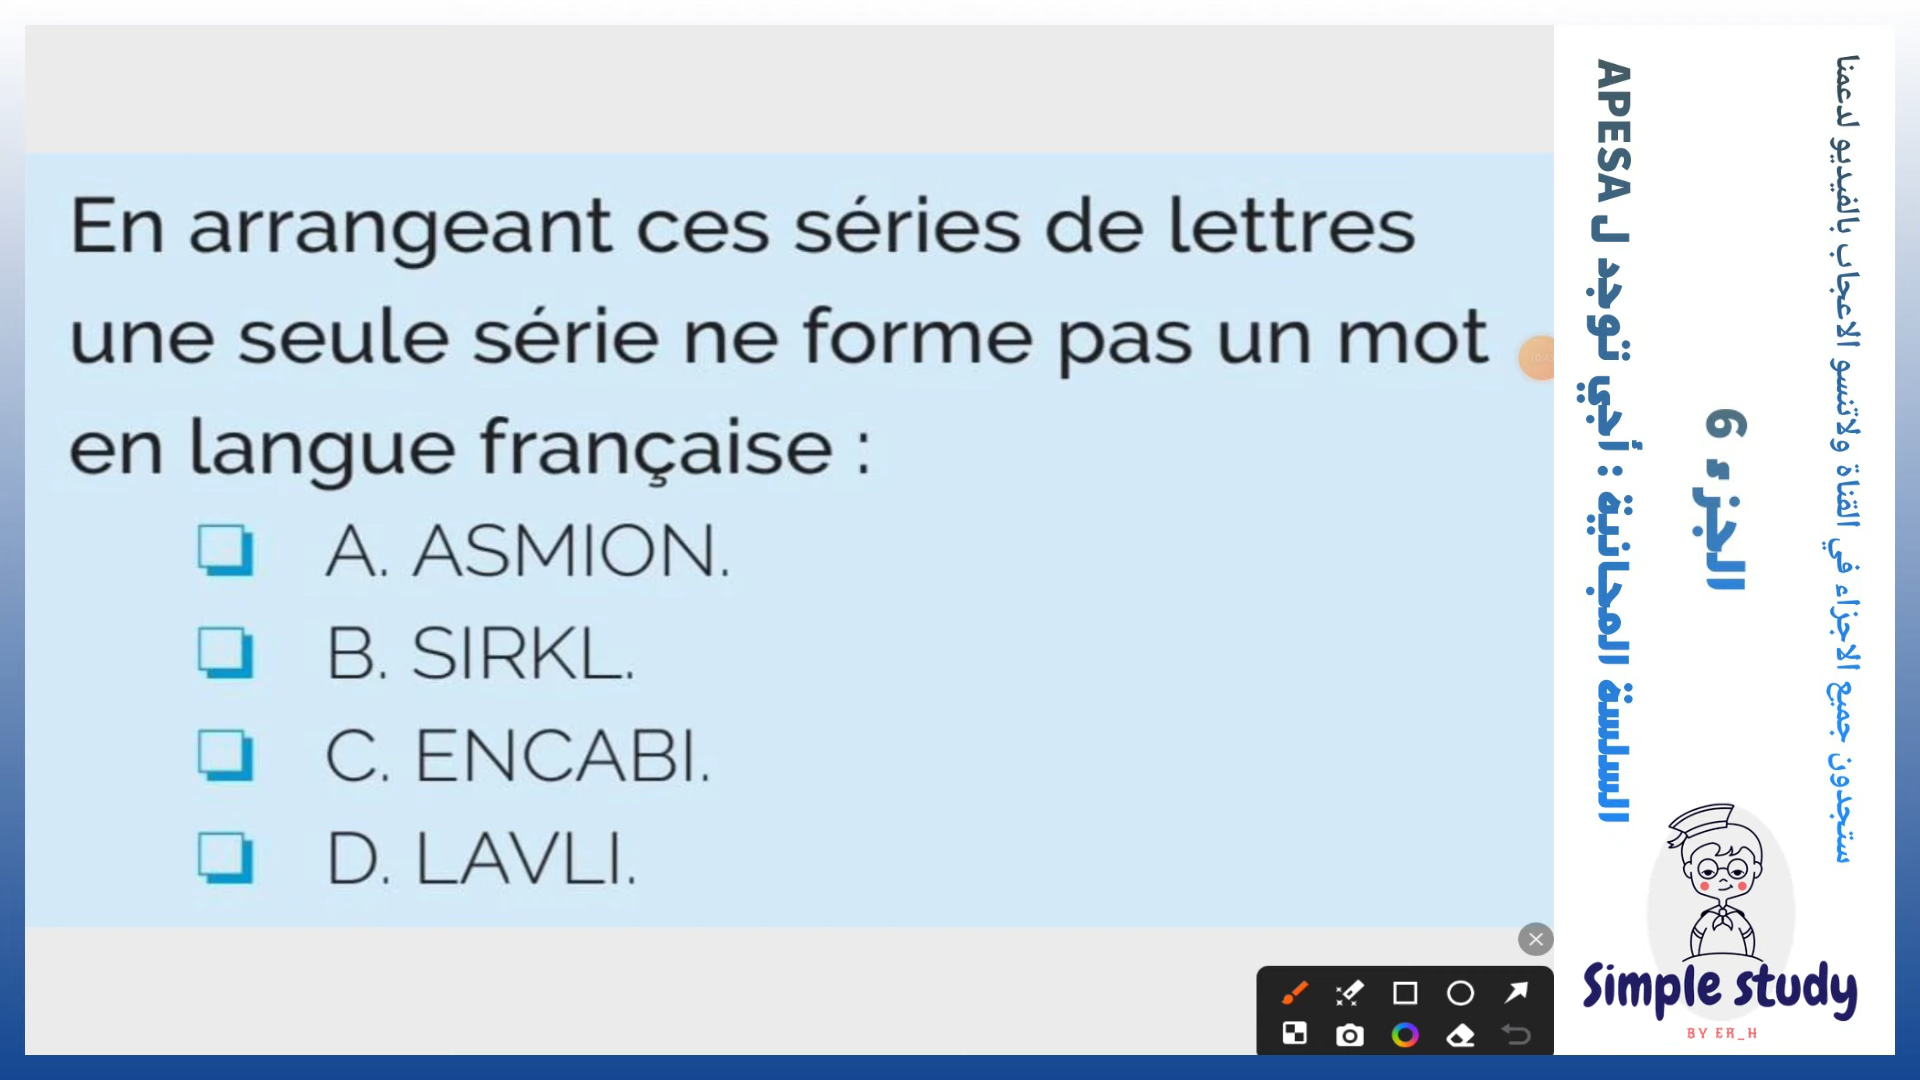 En arrangeant ces séries de lettres
une seule série ne forme pas un mot
en langue française :
A. ASMION.
B. SIRKL.
C. ENCABI.
D. LAVLI.
ستجدون جميع الاجزاء في القناة ولاتنسو الاعجاب بالفيديو لدعمنا
الجزء 6
السلسة المجانية : أجي توجد ل APESA
Simple study
BY ER_H